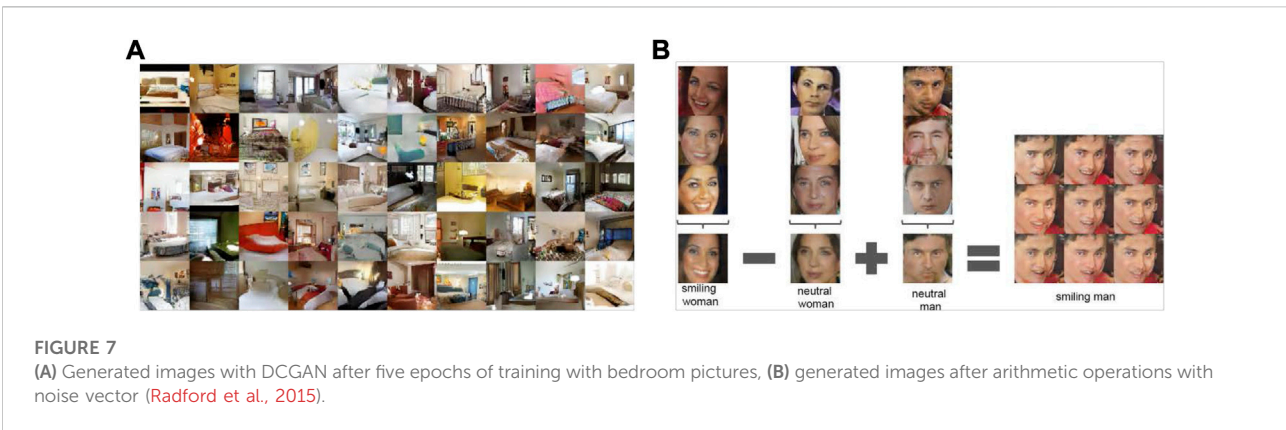 A
B
smiling
woman
neutral
woman
neutral
man
smiling man
FIGURE 7
(A) Generated images with DCGAN after five epochs of training with bedroom pictures, (B) generated images after arithmetic operations with
noise vector (Radford et al., 2015).